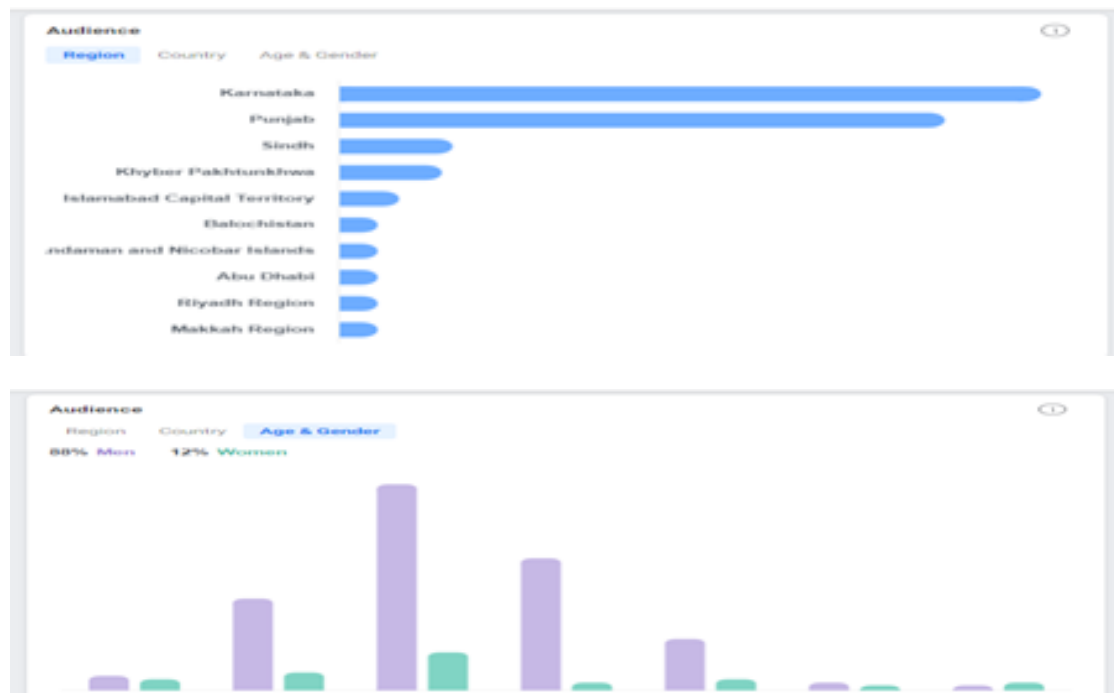 Audience
Region Country Age & Gender
Karnataka
Punjab
Sindh
Khyber Pakhtunkhwa
Islamabad Capital Territory
Balochistan
.ndaman and Nicobar Islands
Abu Dhabi
Riyadh Region
Makkah Region
Audience
Region Country Age & Gender
88% Men 12% Women